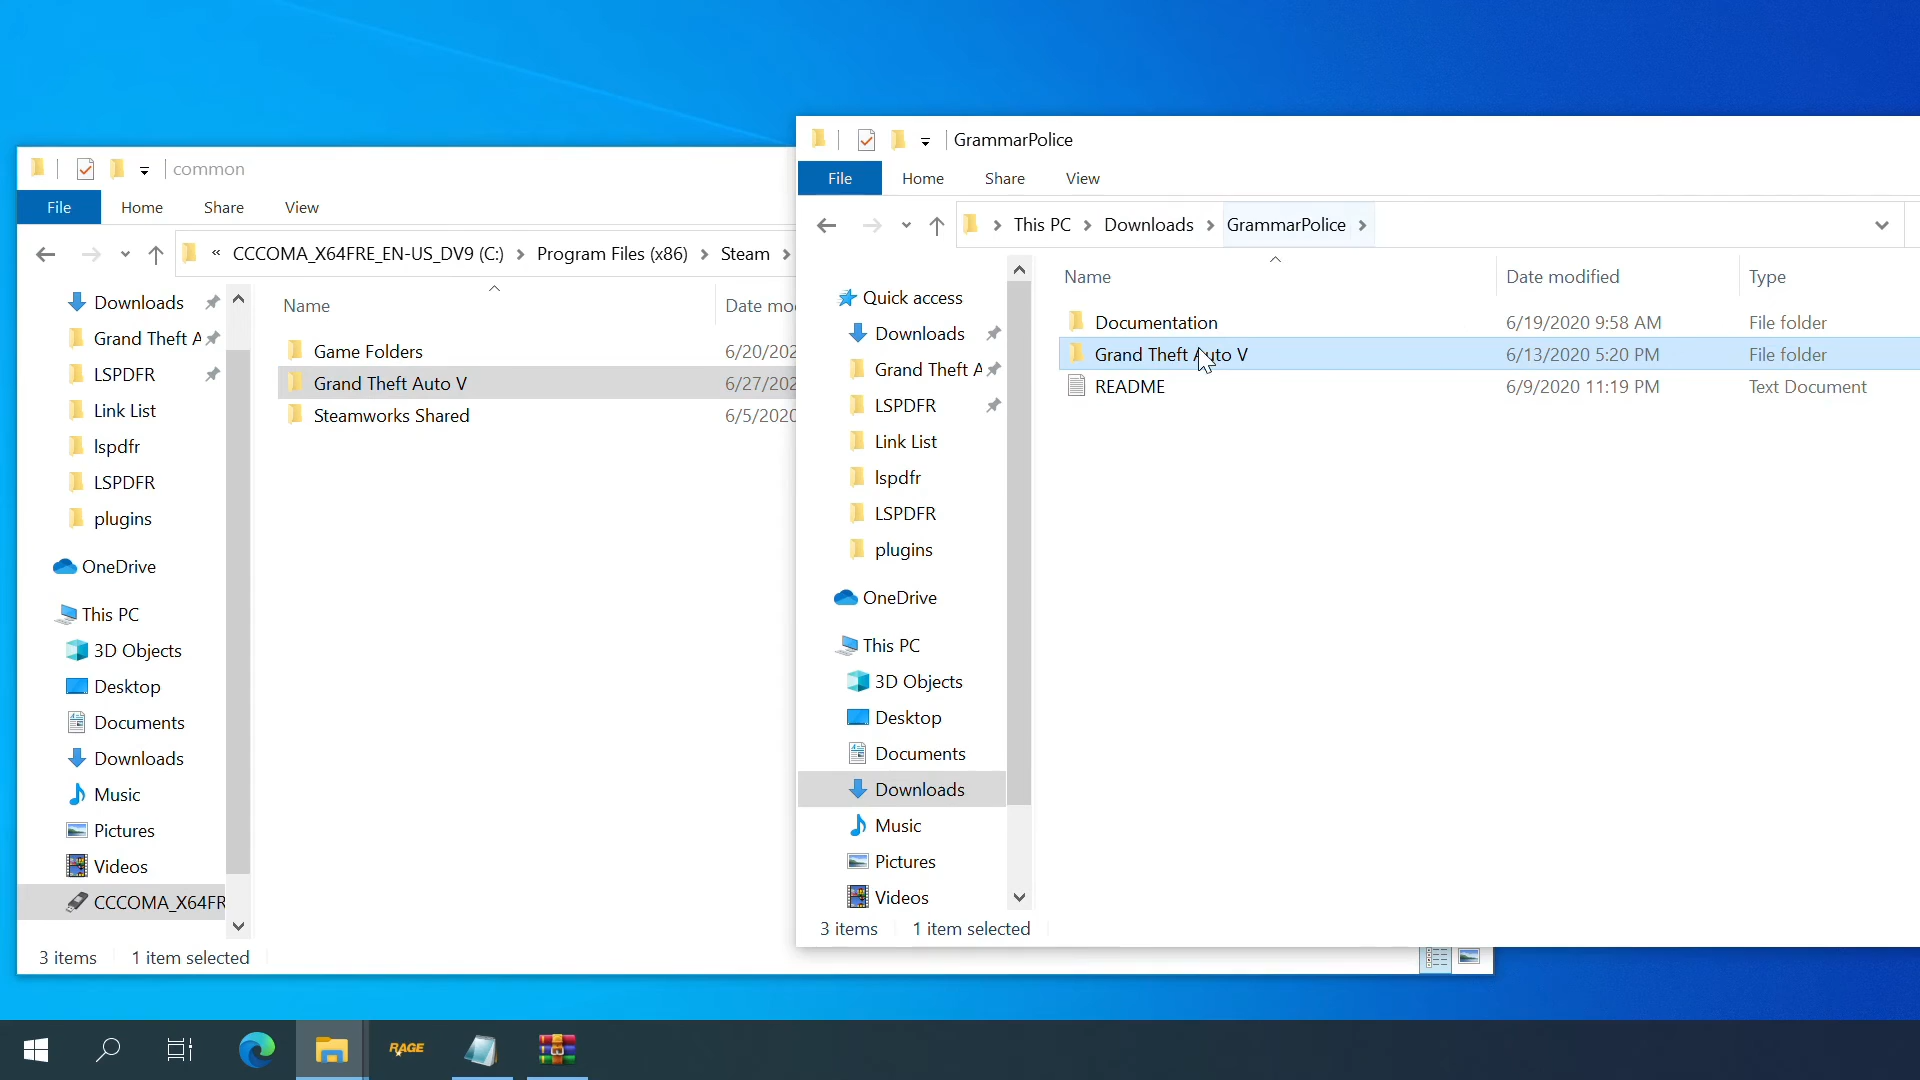 common
File
Home
Share
View
« CCCOMA_X64FRE_EN-US_DV9 (C:) > Program Files (x86) > Steam >
Downloads
Grand Theft A
LSPDFR
Link List
lspdfr
LSPDFR
plugins
OneDrive
This PC
3D Objects
Desktop
Documents
Downloads
Music
Pictures
Videos
CCCOMA_X64FR
Name
Date mo
Game Folders
6/20/202
Grand Theft Auto V
6/27/202
Steamworks Shared
6/5/2020
3 items
1 item selected
GrammarPolice
File
Home
Share
View
> This PC > Downloads > GrammarPolice >
Quick access
Downloads
Grand Theft A
LSPDFR
Link List
lspdfr
LSPDFR
plugins
OneDrive
This PC
3D Objects
Desktop
Documents
Downloads
Music
Pictures
Videos
Name
Date modified
Type
Documentation
6/19/2020 9:58 AM
File folder
Grand Theft Auto V
6/13/2020 5:20 PM
File folder
README
6/9/2020 11:19 PM
Text Document
3 items
1 item selected
RAGE